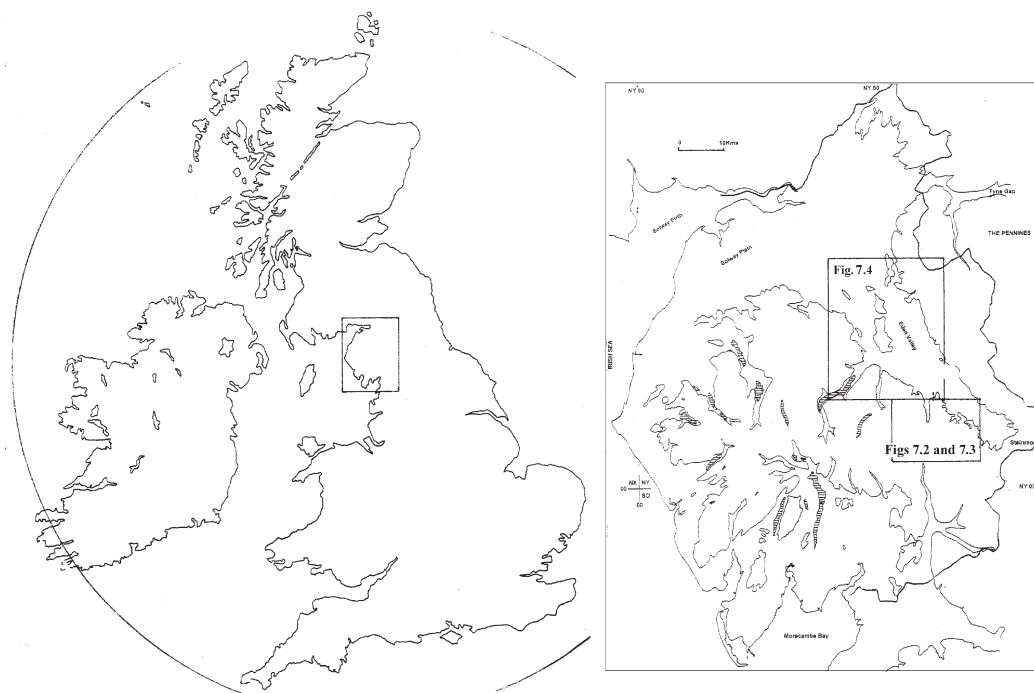 NY 10
NY 50
0
10Kms
Tyne Gap
Solway Firth
THE PENNINES
Solway Plain
Fig. 7.4
Eden Valley
IRISH SEA
Figs 7.2 and 7.3
Stainmore
NX NY
00
SD
NY 00
Morecambe Bay